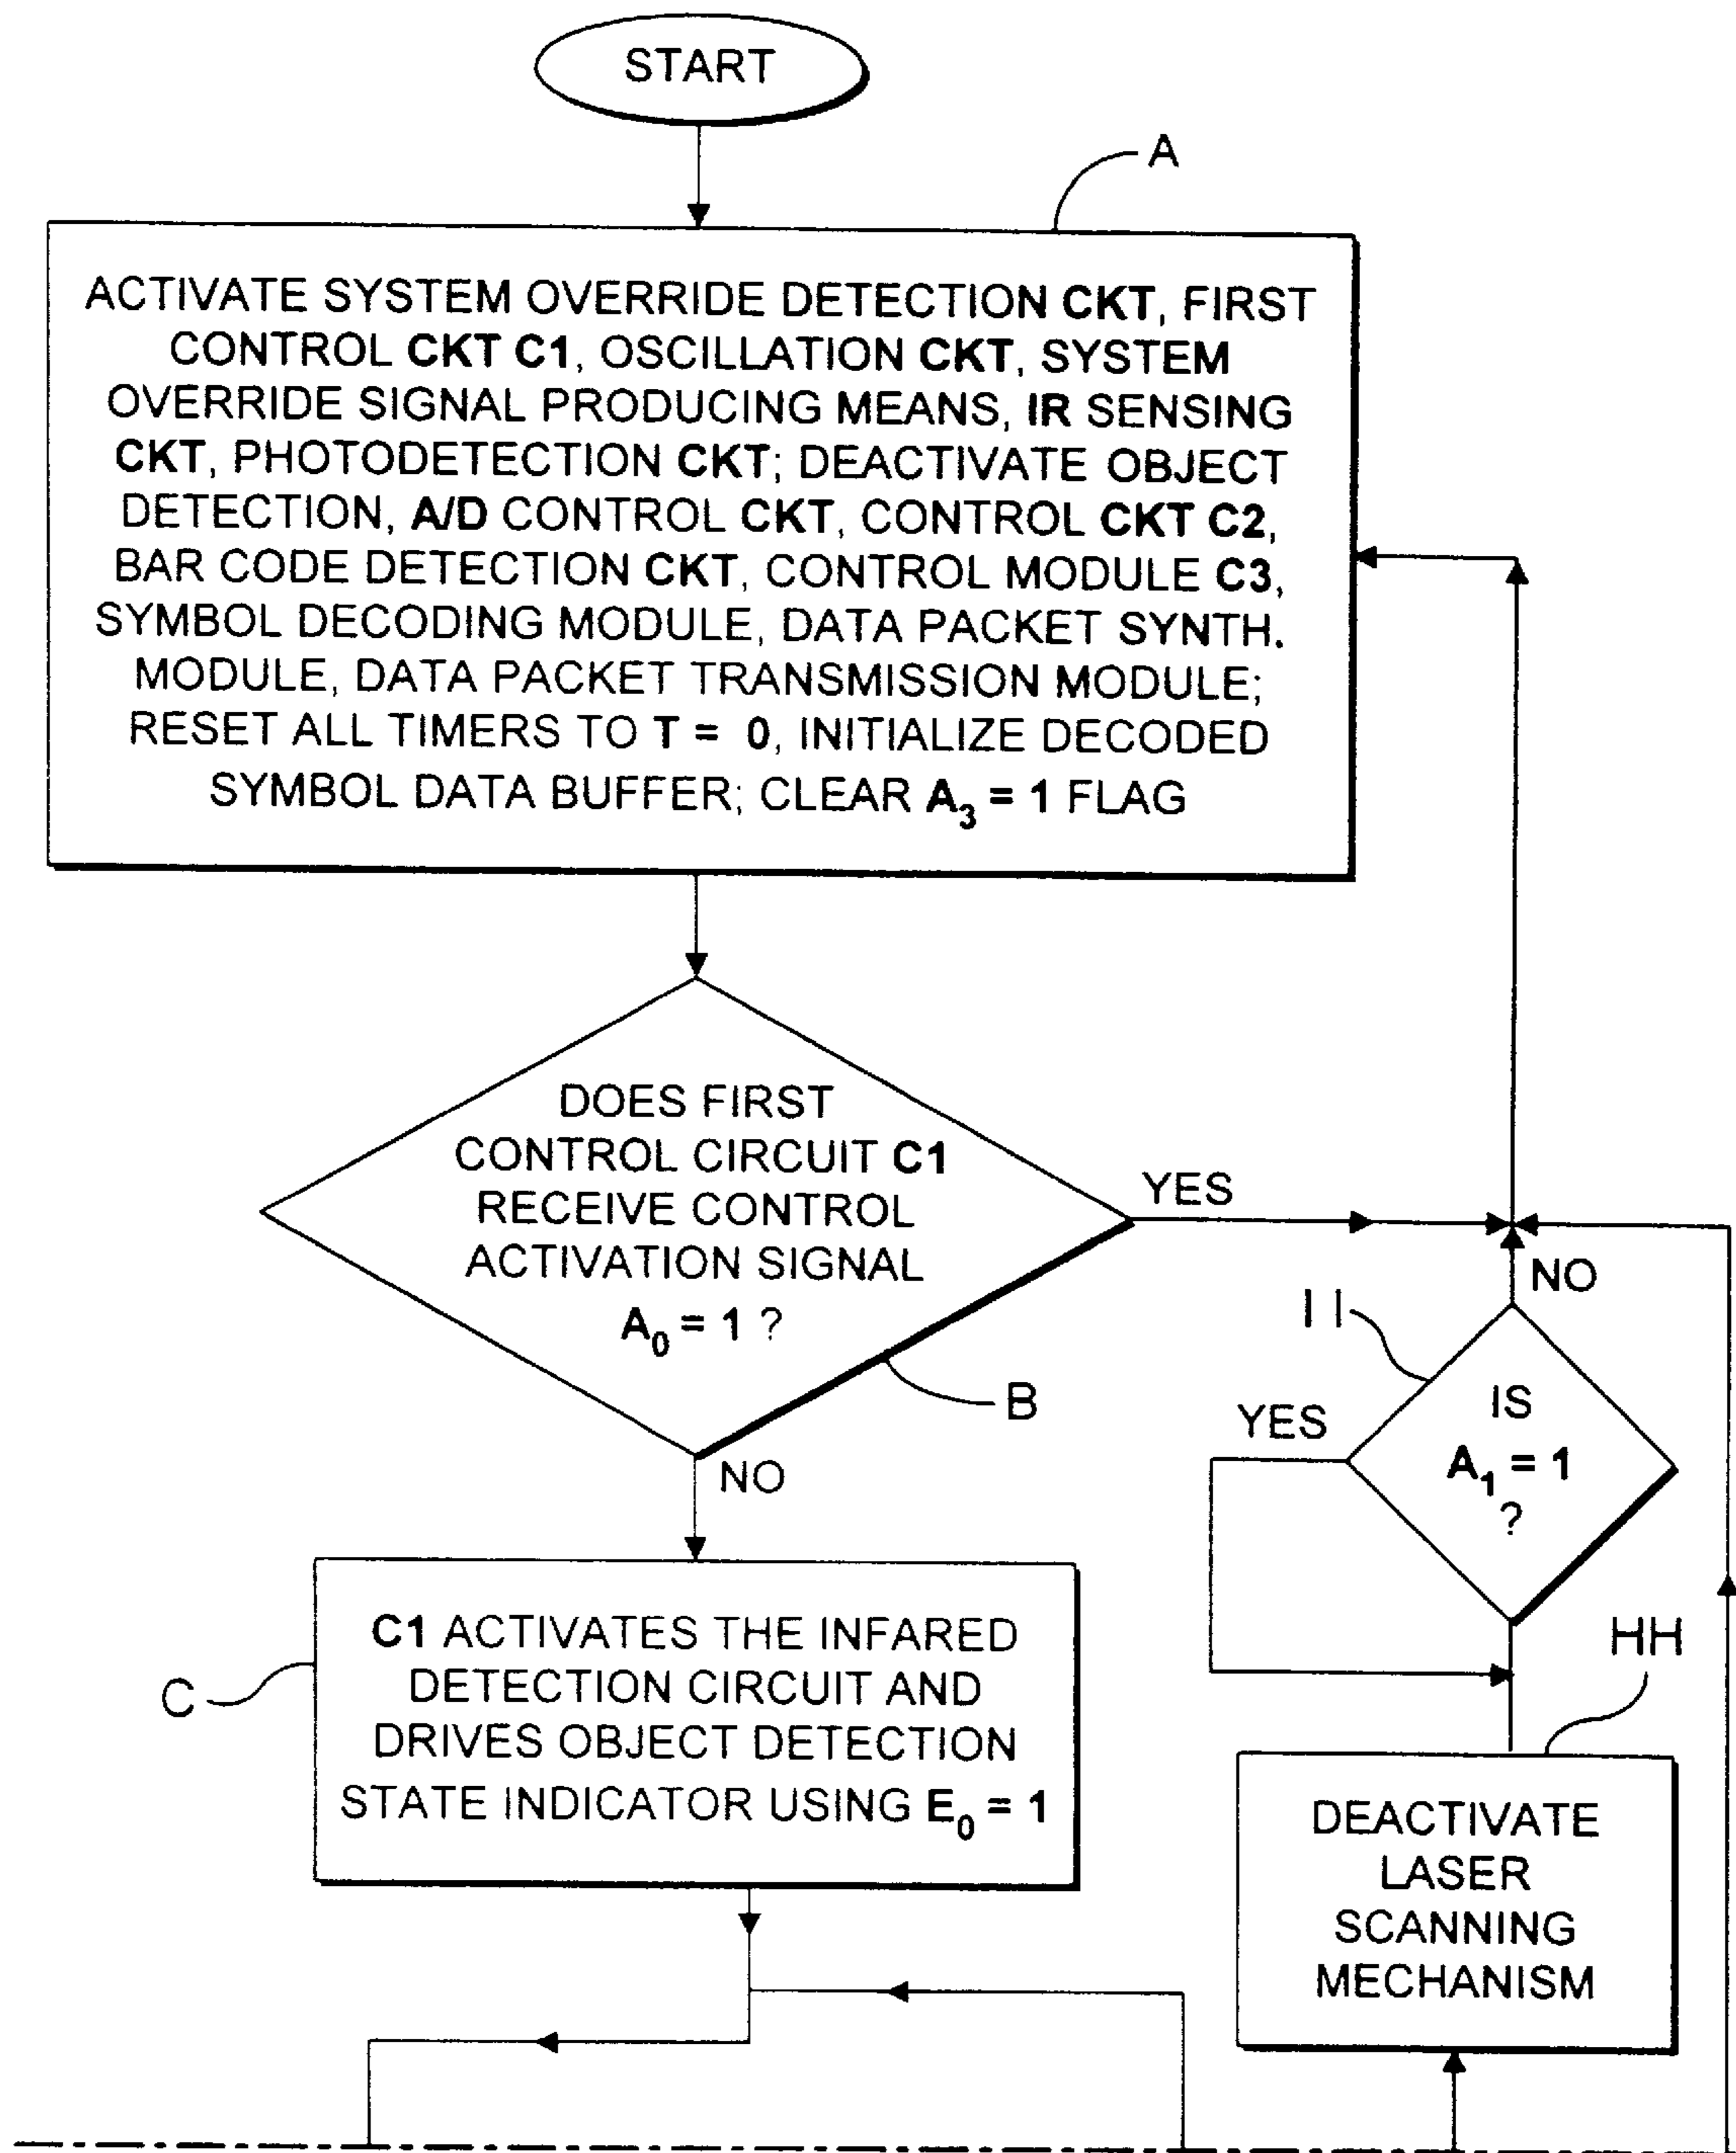 START
A
ACTIVATE SYSTEM OVERRIDE DETECTION CKT, FIRST
CONTROL CKT C1, OSCILLATION CKT, SYSTEM
OVERRIDE SIGNAL PRODUCING MEANS, IR SENSING
CKT, PHOTODETECTION CKT; DEACTIVATE OBJECT
DETECTION, A/D CONTROL CKT, CONTROL CKT C2,
BAR CODE DETECTION CKT, CONTROL MODULE C3,
SYMBOL DECODING MODULE, DATA PACKET SYNTH.
MODULE, DATA PACKET TRANSMISSION MODULE;
RESET ALL TIMERS TO T = 0, INITIALIZE DECODED
SYMBOL DATA BUFFER; CLEAR A₃ = 1 FLAG
DOES FIRST
CONTROL CIRCUIT C1
RECEIVE CONTROL
ACTIVATION SIGNAL
A₀ = 1 ?
YES
B
NO
NO
II
IS
A₁ = 1
?
YES
C1 ACTIVATES THE INFARED
DETECTION CIRCUIT AND
DRIVES OBJECT DETECTION
STATE INDICATOR USING E₀ = 1
C
HH
DEACTIVATE
LASER
SCANNING
MECHANISM